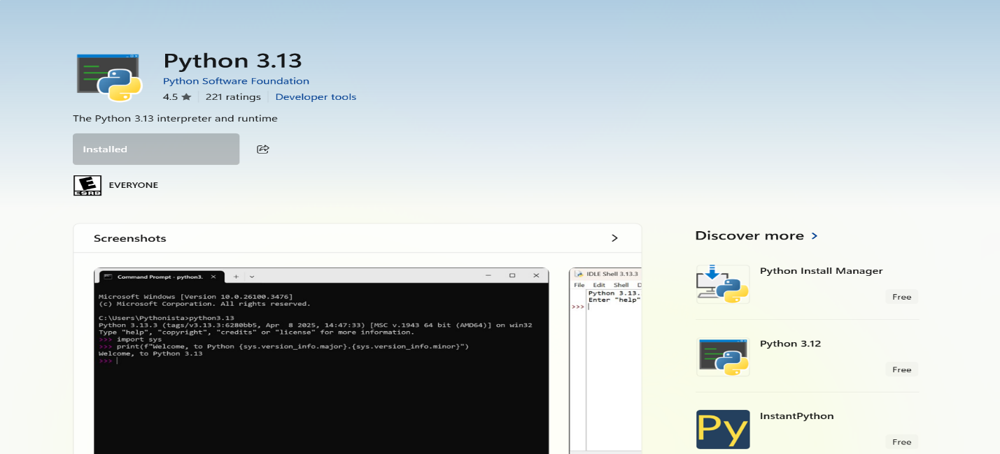 Python 3.13
Python Software Foundation
4.5 ★ 221 ratings Developer tools
The Python 3.13 interpreter and runtime
Installed
E
ESRB
EVERYONE
Screenshots
Command Prompt - python3.
Microsoft Windows [Version 10.0.26100.3476]
(c) Microsoft Corporation. All rights reserved.
C:\Users\Pythonista>python3.13
Python 3.13.3 (tags/v3.13.3:6280bb5, Apr  8 2025, 14:47:33) [MSC v.1943 64 bit (AMD64)] on win32
Type "help", "copyright", "credits" or "license" for more information.
>>> import sys
>>> print(f"Welcome, to Python {sys.version_info.major}.{sys.version_info.minor}")
Welcome, to Python 3.13
>>>
IDLE Shell 3.13.3
File Edit Shell D
Python 3.13.
Enter "help"
>>>
Discover more
Python Install Manager
Free
Python 3.12
Free
Py
InstantPython
Free